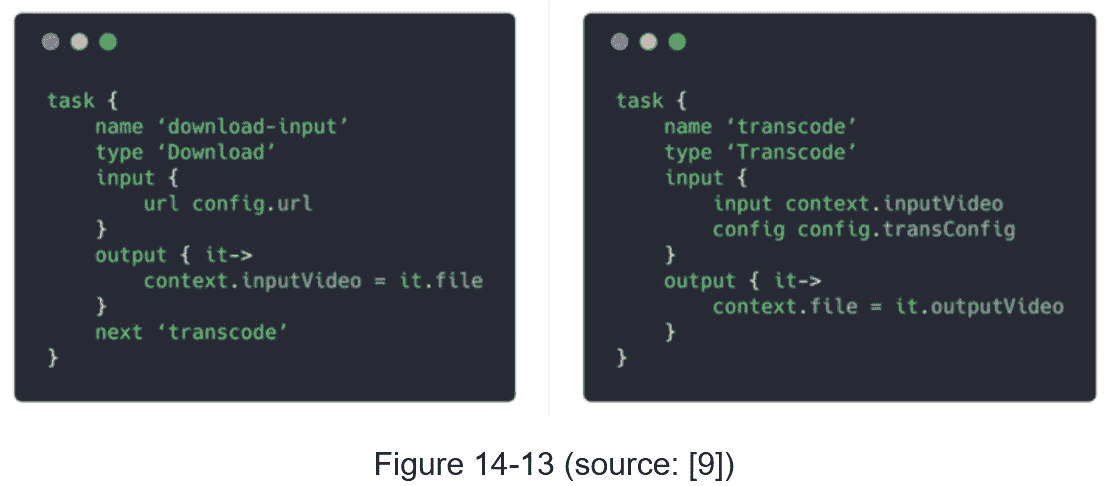 task {
    name ‘download-input’
    type ‘Download’
    input {
        url config.url
    }
    output { it->
        context.inputVideo = it.file
    }
    next ‘transcode’
}
task {
    name ‘transcode’
    type ‘Transcode’
    input {
        input context.inputVideo
        config config.transConfig
    }
    output { it->
        context.file = it.outputVideo
    }
}
Figure 14-13 (source: [9])